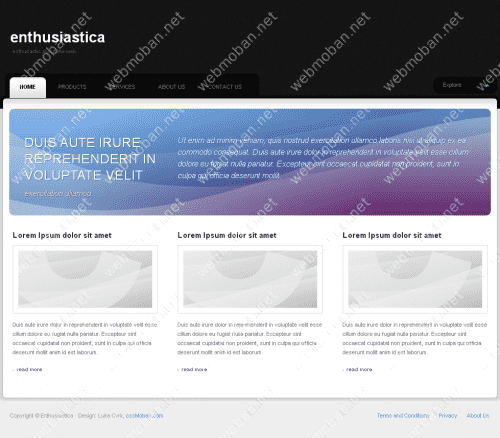 enthusiastica
HOME PRODUCTS SERVICES ABOUT US CONTACT US
Explore
DUIS AUTE IRURE
REPREHENDERIT IN
VOLUPTATE VELIT
exercitation ullamco
Ut enim ad minim veniam, quis nostrud exercitation ullamco laboris nisi ut aliquip ex ea
commodo consequat. Duis aute irure dolor in reprehenderit in voluptate velit esse cillum
dolore eu fugiat nulla pariatur. Excepteur sint occaecat cupidatat non proident, sunt in
culpa qui officia deserunt mollit.
Lorem Ipsum dolor sit amet
Duis aute irure dolor in reprehenderit in voluptate velit esse
cillum dolore eu fugiat nulla pariatur. Excepteur sint
occaecat cupidatat non proident, sunt in culpa qui officia
deserunt mollit anim id est laborum.
read more
Lorem Ipsum dolor sit amet
Duis aute irure dolor in reprehenderit in voluptate velit esse
cillum dolore eu fugiat nulla pariatur. Excepteur sint
occaecat cupidatat non proident, sunt in culpa qui officia
deserunt mollit anim id est laborum.
read more
Lorem Ipsum dolor sit amet
Duis aute irure dolor in reprehenderit in voluptate velit esse
cillum dolore eu fugiat nulla pariatur. Excepteur sint
occaecat cupidatat non proident, sunt in culpa qui officia
deserunt mollit anim id est laborum.
read more
Copyright © Enthusiastica · Design: Luka Cvrk, cssMoban.com
Terms and Conditions Privacy About Us
webmoban.net